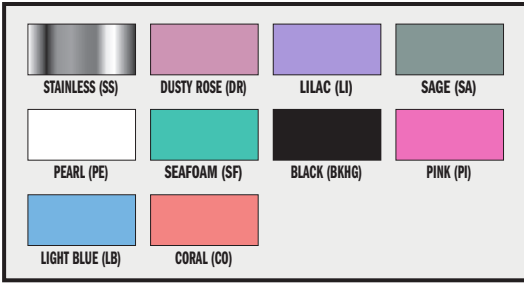 STAINLESS (SS)
DUSTY ROSE (DR)
LILAC (LI)
SAGE (SA)
PEARL (PE)
SEAFOAM (SF)
BLACK (BKHG)
PINK (PI)
LIGHT BLUE (LB)
CORAL (CO)